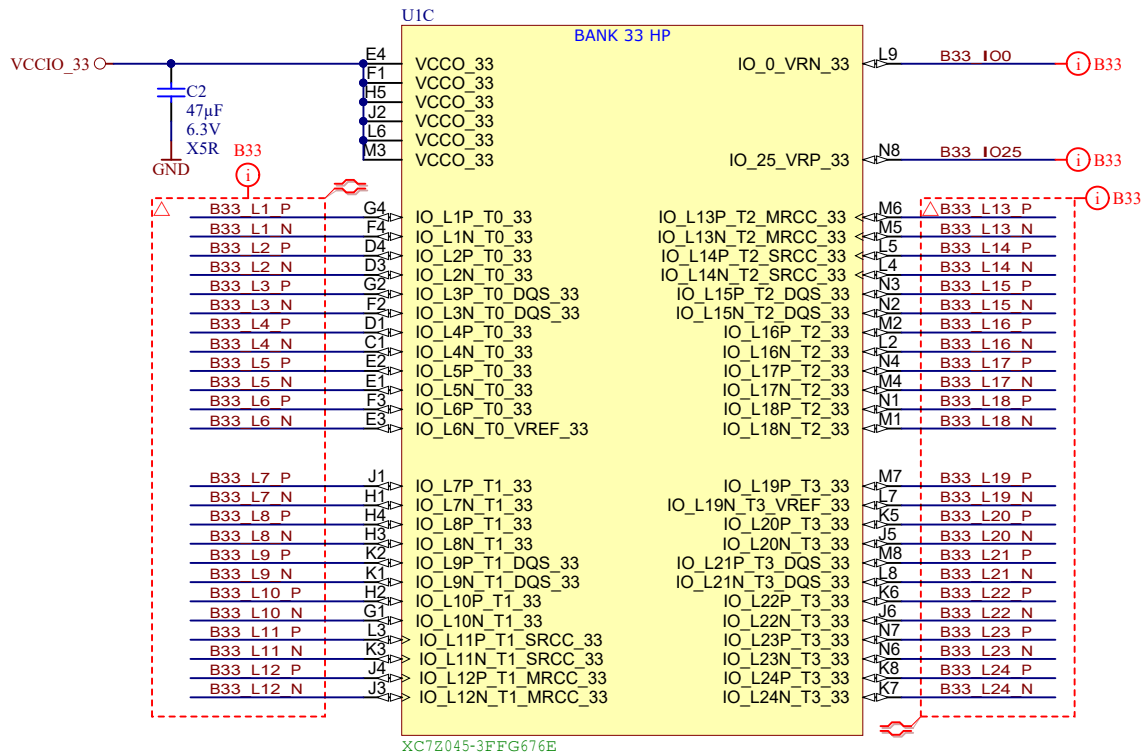 U1C
BANK 33 HP
VCCIO_33
E4 VCCO_33
F1 VCCO_33
H5 VCCO_33
J2 VCCO_33
L6 VCCO_33
M3 VCCO_33
C2
47µF
6.3V
X5R
GND
IO_0_VRN_33 L9 B33_IO0 i B33
IO_25_VRP_33 N8 B33_IO25 i B33
B33
i
i B33
B33_L1_P G4 IO_L1P_T0_33
B33_L1_N F4 IO_L1N_T0_33
B33_L2_P D4 IO_L2P_T0_33
B33_L2_N D3 IO_L2N_T0_33
B33_L3_P G2 IO_L3P_T0_DQS_33
B33_L3_N F2 IO_L3N_T0_DQS_33
B33_L4_P D1 IO_L4P_T0_33
B33_L4_N C1 IO_L4N_T0_33
B33_L5_P E2 IO_L5P_T0_33
B33_L5_N E1 IO_L5N_T0_33
B33_L6_P F3 IO_L6P_T0_33
B33_L6_N E3 IO_L6N_T0_VREF_33
B33_L7_P J1 IO_L7P_T1_33
B33_L7_N H1 IO_L7N_T1_33
B33_L8_P H4 IO_L8P_T1_33
B33_L8_N H3 IO_L8N_T1_33
B33_L9_P K2 IO_L9P_T1_DQS_33
B33_L9_N K1 IO_L9N_T1_DQS_33
B33_L10_P H2 IO_L10P_T1_33
B33_L10_N G1 IO_L10N_T1_33
B33_L11_P L3 IO_L11P_T1_SRCC_33
B33_L11_N K3 IO_L11N_T1_SRCC_33
B33_L12_P J4 IO_L12P_T1_MRCC_33
B33_L12_N J3 IO_L12N_T1_MRCC_33
IO_L13P_T2_MRCC_33 M6 B33_L13_P
IO_L13N_T2_MRCC_33 M5 B33_L13_N
IO_L14P_T2_SRCC_33 L5 B33_L14_P
IO_L14N_T2_SRCC_33 L4 B33_L14_N
IO_L15P_T2_DQS_33 N3 B33_L15_P
IO_L15N_T2_DQS_33 N2 B33_L15_N
IO_L16P_T2_33 M2 B33_L16_P
IO_L16N_T2_33 L2 B33_L16_N
IO_L17P_T2_33 N4 B33_L17_P
IO_L17N_T2_33 M4 B33_L17_N
IO_L18P_T2_33 N1 B33_L18_P
IO_L18N_T2_33 M1 B33_L18_N
IO_L19P_T3_33 M7 B33_L19_P
IO_L19N_T3_VREF_33 L7 B33_L19_N
IO_L20P_T3_33 K5 B33_L20_P
IO_L20N_T3_33 J5 B33_L20_N
IO_L21P_T3_DQS_33 M8 B33_L21_P
IO_L21N_T3_DQS_33 L8 B33_L21_N
IO_L22P_T3_33 K6 B33_L22_P
IO_L22N_T3_33 J6 B33_L22_N
IO_L23P_T3_33 N7 B33_L23_P
IO_L23N_T3_33 N6 B33_L23_N
IO_L24P_T3_33 K8 B33_L24_P
IO_L24N_T3_33 K7 B33_L24_N
XC7Z045-3FFG676E